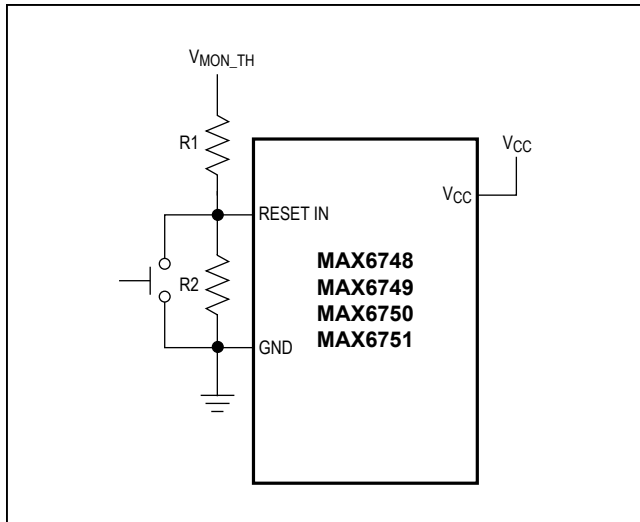 VMON_TH
R1
VCC
VCC
RESET IN
MAX6748
MAX6749
MAX6750
MAX6751
R2
GND